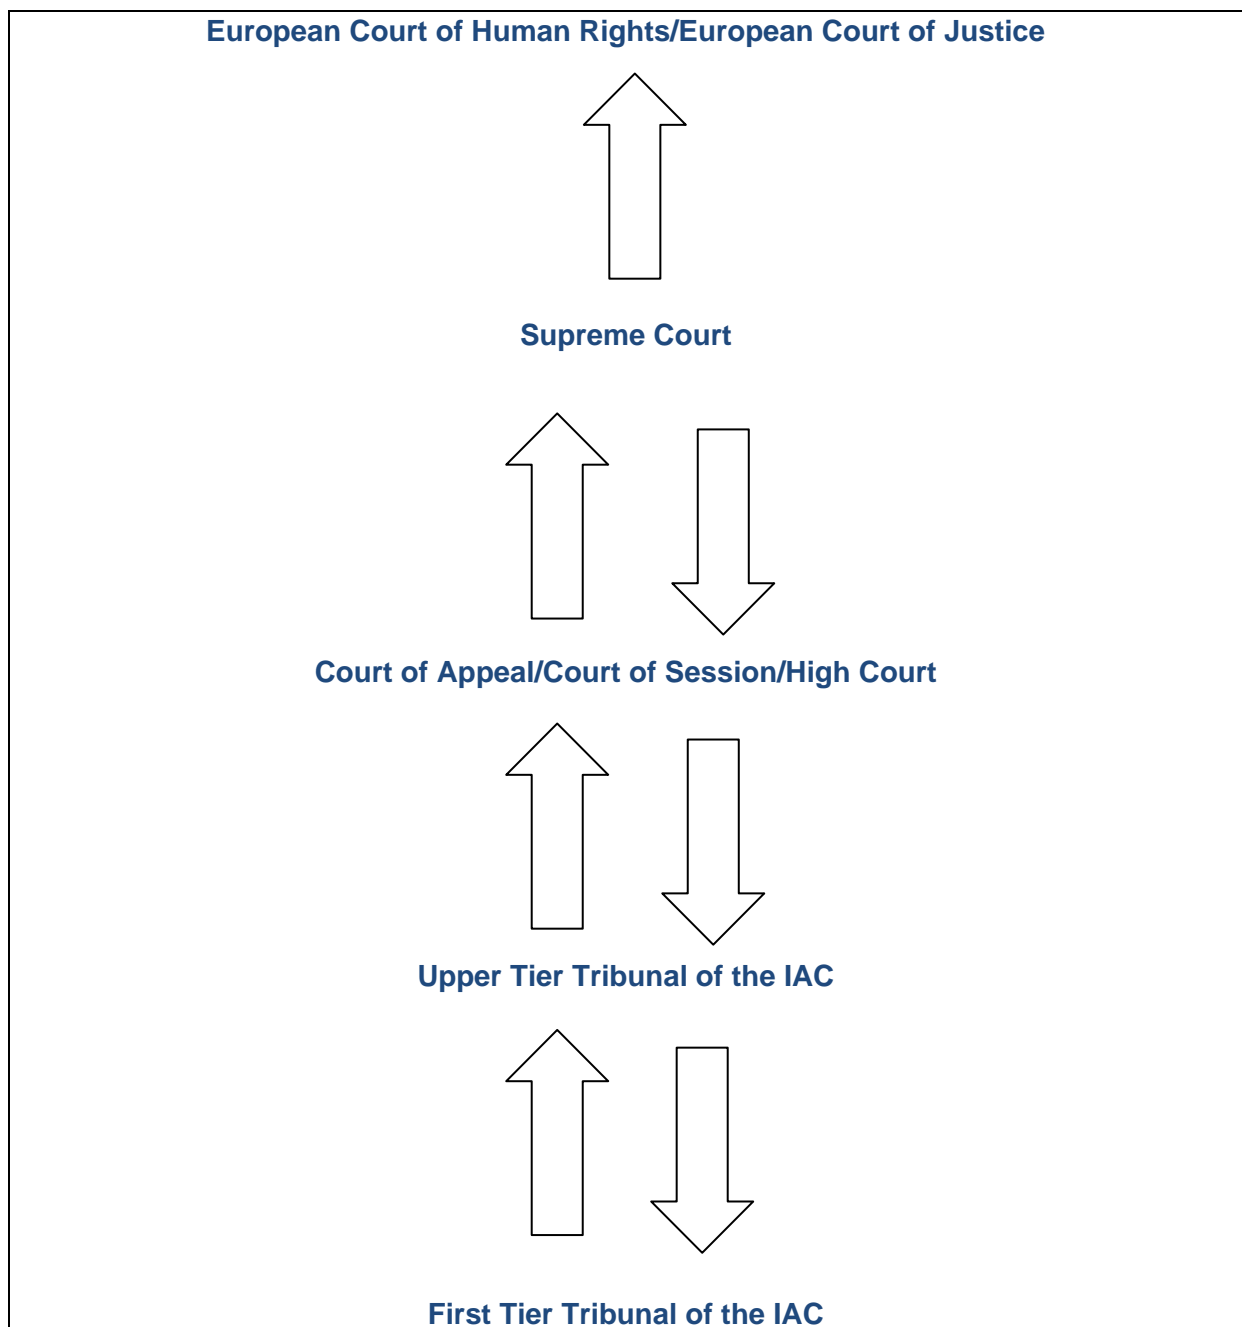 European Court of Human Rights/European Court of Justice
Supreme Court
Court of Appeal/Court of Session/High Court
Upper Tier Tribunal of the IAC
First Tier Tribunal of the IAC